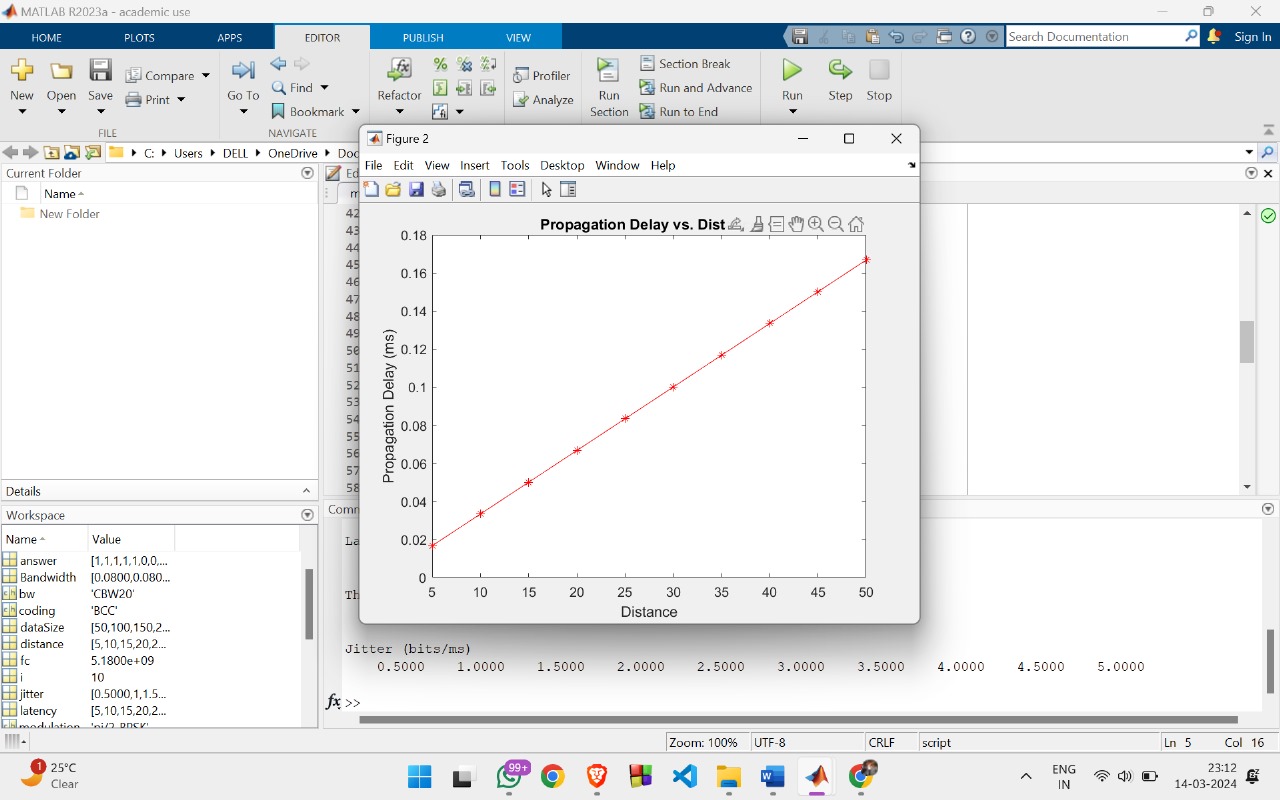 MATLAB R2023a - academic use
HOME PLOTS APPS EDITOR PUBLISH VIEW
Search Documentation
Sign In
New Open Save
Compare
Print
FILE
Go To
Find
Bookmark
NAVIGATE
Refactor
Profiler
Analyze
Run
Section
Section Break
Run and Advance
Run to End
Run Step Stop
C: Users DELL OneDrive
Current Folder
Name
New Folder
Details
Workspace
Name Value
answer [1,1,1,1,1,0,0,...
Bandwidth [0.0800,0.080...
bw 'CBW20'
coding 'BCC'
dataSize [50,100,150,2...
distance [5,10,15,20,2...
fc 5.1800e+09
i 10
jitter [0.5000,1,1.5...
latency [5,10,15,20,2...
modulation 'pi/2-BPSK'
42
43
44
45
46
47
48
49
50
51
52
53
54
55
56
57
58
Figure 2
File Edit View Insert Tools Desktop Window Help
Propagation Delay vs. Dist
Propagation Delay (ms)
0.18
0.16
0.14
0.12
0.1
0.08
0.06
0.04
0.02
0
5 10 15 20 25 30 35 40 45 50
Distance
Jitter (bits/ms)
0.5000 1.0000 1.5000 2.0000 2.5000 3.0000 3.5000 4.0000 4.5000 5.0000
fx >>
Zoom: 100% UTF-8 CRLF script Ln 5 Col 16
1
25°C
Clear
99+
ENG
IN
23:12
14-03-2024